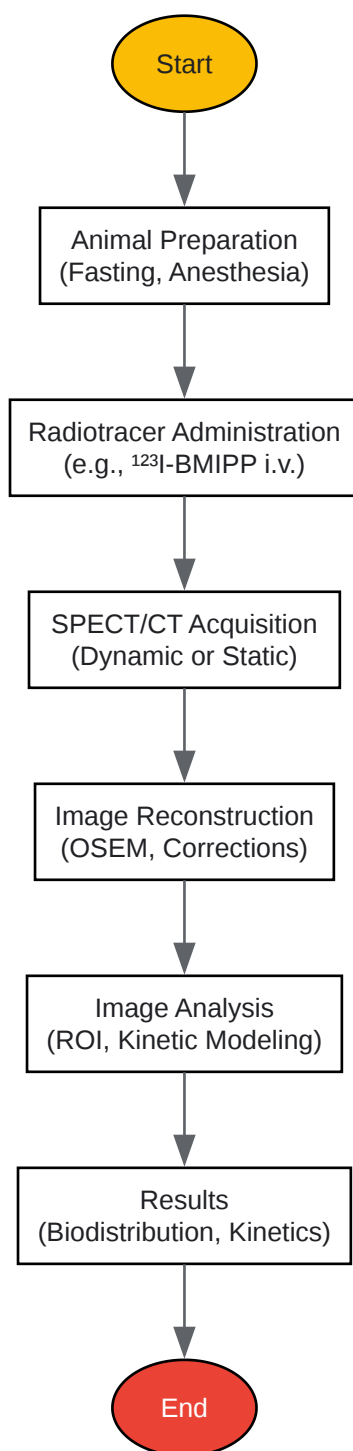 Start
Animal Preparation
(Fasting, Anesthesia)
Radiotracer Administration
(e.g., ¹²³I-BMIPP i.v.)
SPECT/CT Acquisition
(Dynamic or Static)
Image Reconstruction
(OSEM, Corrections)
Image Analysis
(ROI, Kinetic Modeling)
Results
(Biodistribution, Kinetics)
End